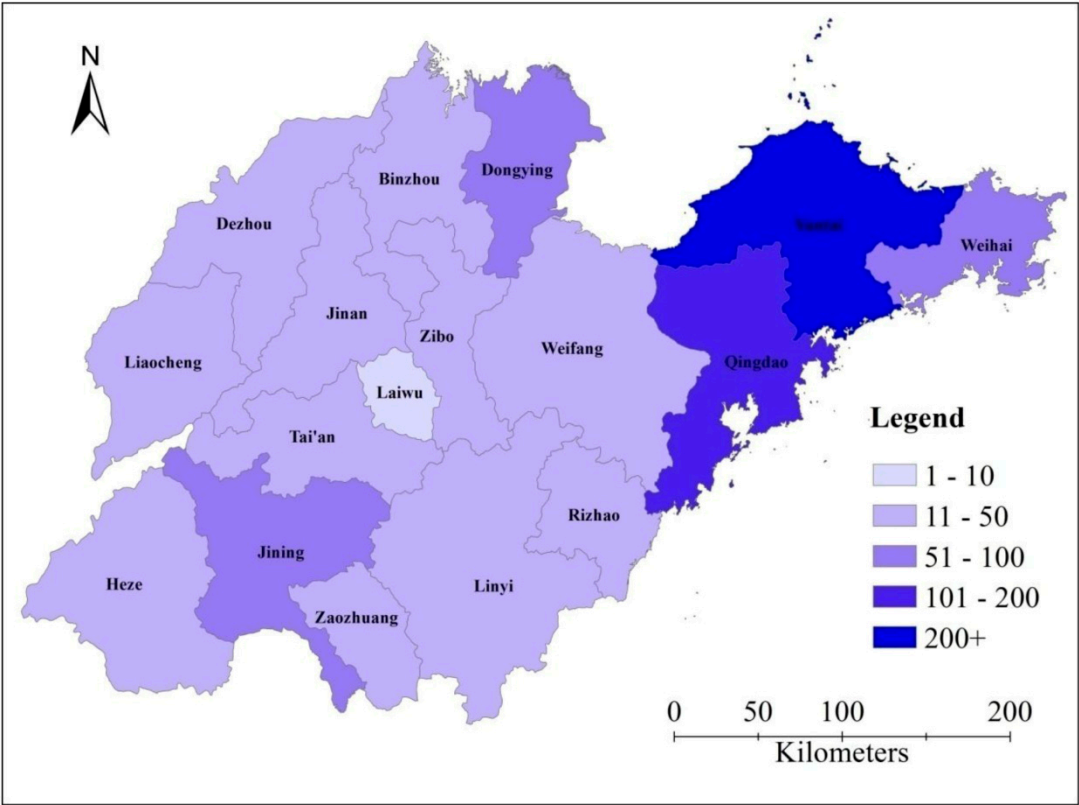 N
Dongying
Binzhou
Dezhou
Weihai
Jinan
Zibo
Weifang
Liaocheng
Qingdao
Laiwu
Tai'an
Legend
1 - 10
11 - 50
Rizhao
51 - 100
Jining
Heze
Linyi
101 - 200
Zaozhuang
200+
0 50 100 200
Kilometers